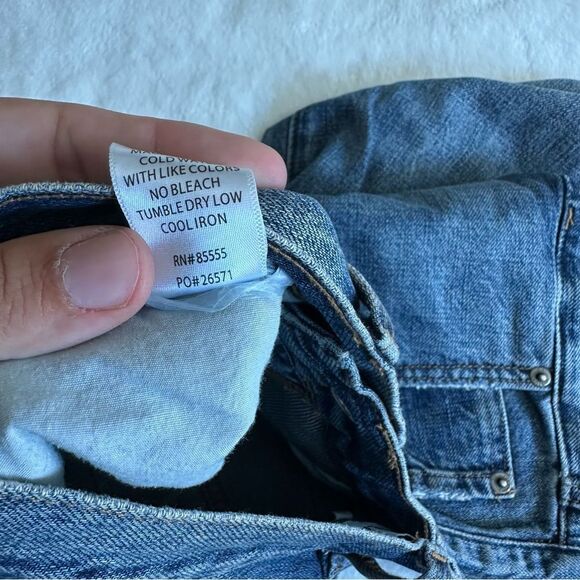 COLD
WITH LIKE COLORS
NO BLEACH
TUMBLE DRY LOW
COOL IRON
RN#85555
PO#26571